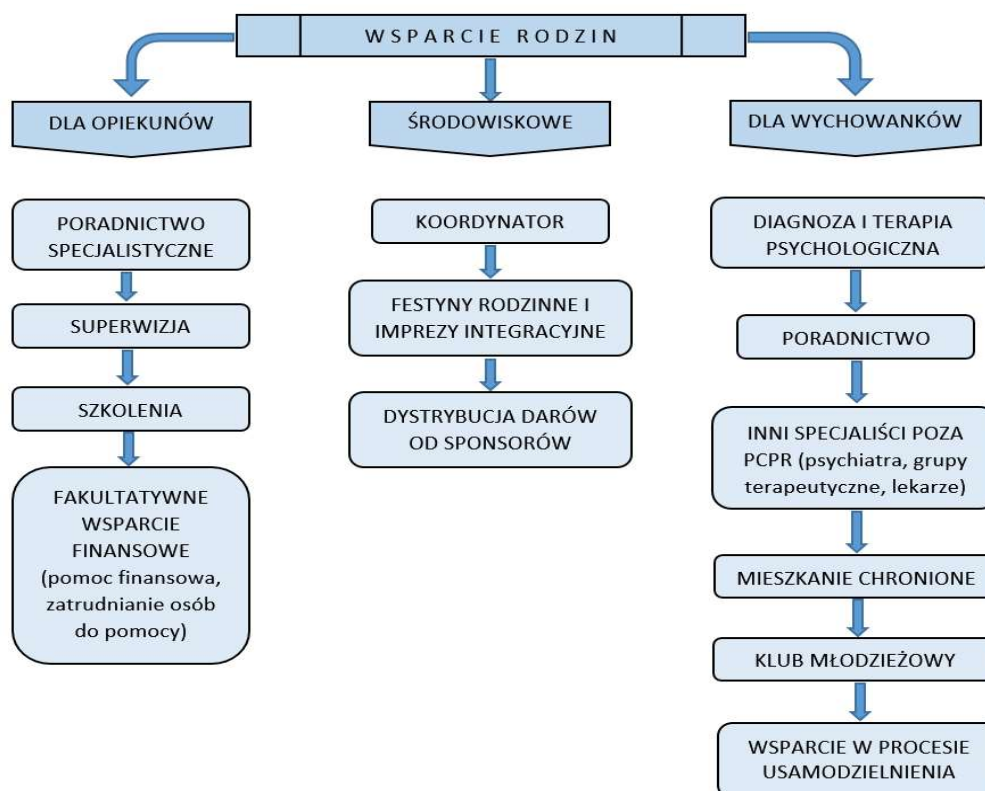 WSPARCIE RODZIN
DLA OPIEKUNÓW
PORADNICTWO
SPECJALISTYCZNE
SUPERWIZJA
SZKOLENIA
FAKULTATYWNE
WSPARCIE
FINANSOWE
(pomoc finansowa,
zatrudnianie osób
do pomocy)
ŚRODOWISKOWE
KOORDYNATOR
FESTYNY RODZINNE I
IMPREZY INTEGRACYJNE
DYSTRYBUCJA DARÓW
OD SPONSORÓW
DLA WYCHOWANKÓW
DIAGNOZA I TERAPIA
PSYCHOLOGICZNA
PORADNICTWO
INNI SPECJALIŚCI POZA
PCPR (psychiatra, grupy
terapeutyczne, lekarze)
MIESZKANIE CHRONIONE
KLUB MŁODZIEŻOWY
WSPARCIE W PROCESIE
USAMODZIELNIENIA